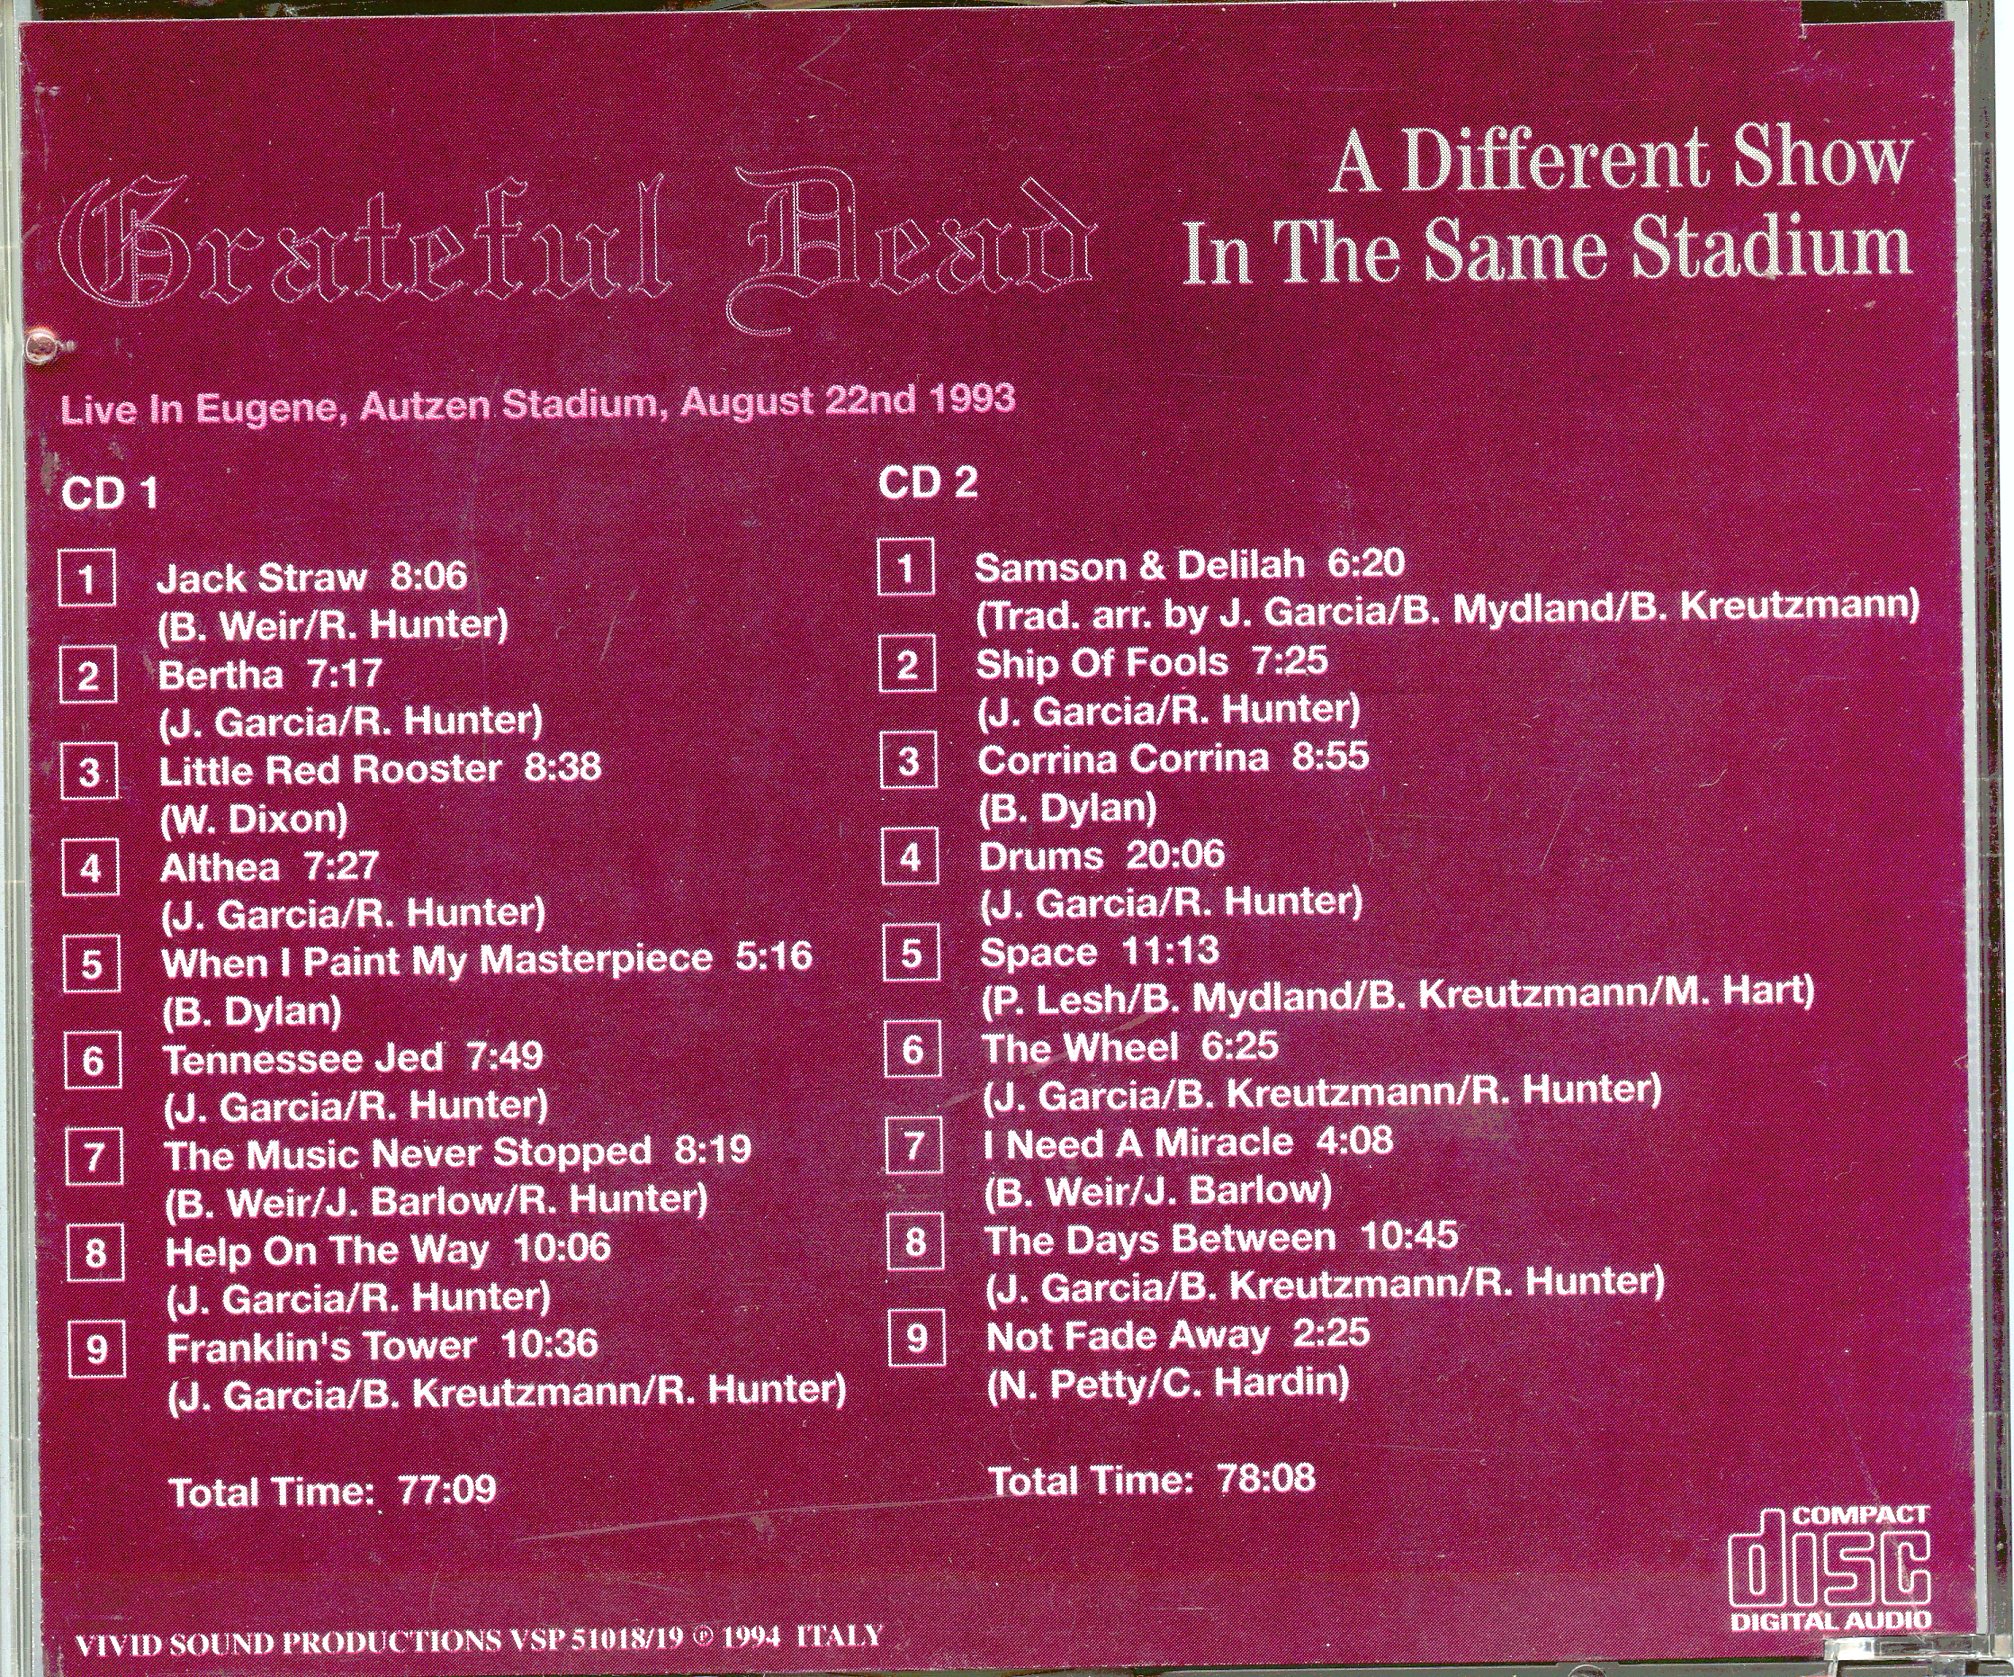 Grateful Dead
A Different Show
In The Same Stadium
Live In Eugene, Autzen Stadium, August 22nd 1993
CD 1
1 Jack Straw 8:06
(B. Weir/R. Hunter)
2 Bertha 7:17
(J. Garcia/R. Hunter)
3 Little Red Rooster 8:38
(W. Dixon)
4 Althea 7:27
(J. Garcia/R. Hunter)
5 When I Paint My Masterpiece 5:16
(B. Dylan)
6 Tennessee Jed 7:49
(J. Garcia/R. Hunter)
7 The Music Never Stopped 8:19
(B. Weir/J. Barlow/R. Hunter)
8 Help On The Way 10:06
(J. Garcia/R. Hunter)
9 Franklin's Tower 10:36
(J. Garcia/B. Kreutzmann/R. Hunter)
Total Time: 77:09
CD 2
1 Samson & Delilah 6:20
(Trad. arr. by J. Garcia/B. Mydland/B. Kreutzmann)
2 Ship Of Fools 7:25
(J. Garcia/R. Hunter)
3 Corrina Corrina 8:55
(B. Dylan)
4 Drums 20:06
(J. Garcia/R. Hunter)
5 Space 11:13
(P. Lesh/B. Mydland/B. Kreutzmann/M. Hart)
6 The Wheel 6:25
(J. Garcia/B. Kreutzmann/R. Hunter)
7 I Need A Miracle 4:08
(B. Weir/J. Barlow)
8 The Days Between 10:45
(J. Garcia/B. Kreutzmann/R. Hunter)
9 Not Fade Away 2:25
(N. Petty/C. Hardin)
Total Time: 78:08
VIVID SOUND PRODUCTIONS VSP 51018/19 ℗ 1994 ITALY
COMPACT
disc
DIGITAL AUDIO